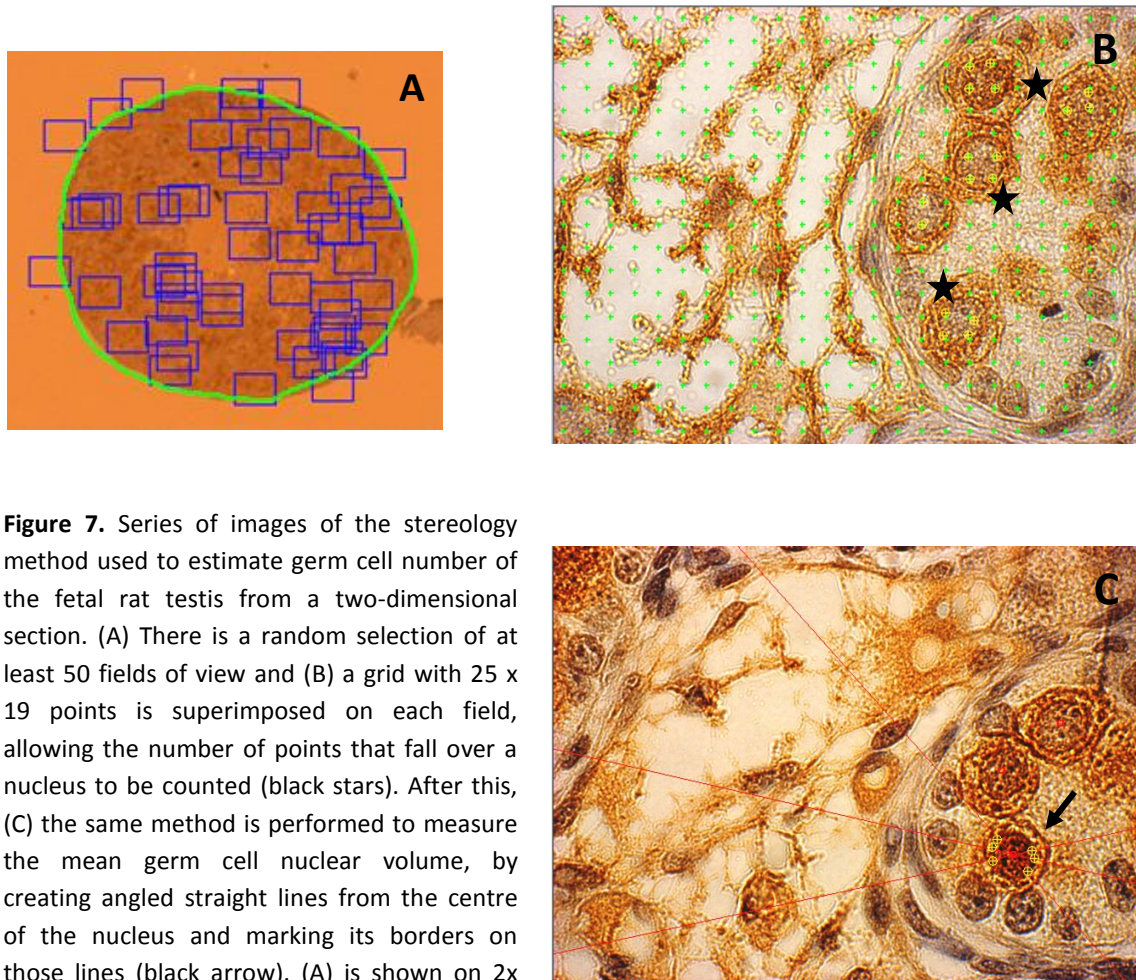 A
B
Figure 7. Series of images of the stereology
method used to estimate germ cell number of
the fetal rat testis from a two-dimensional
section. (A) There is a random selection of at
least 50 fields of view and (B) a grid with 25 x
19 points is superimposed on each field,
allowing the number of points that fall over a
nucleus to be counted (black stars). After this,
(C) the same method is performed to measure
the mean germ cell nuclear volume, by
creating angled straight lines from the centre
of the nucleus and marking its borders on
those lines (black arrow). (A) is shown on 2x
C